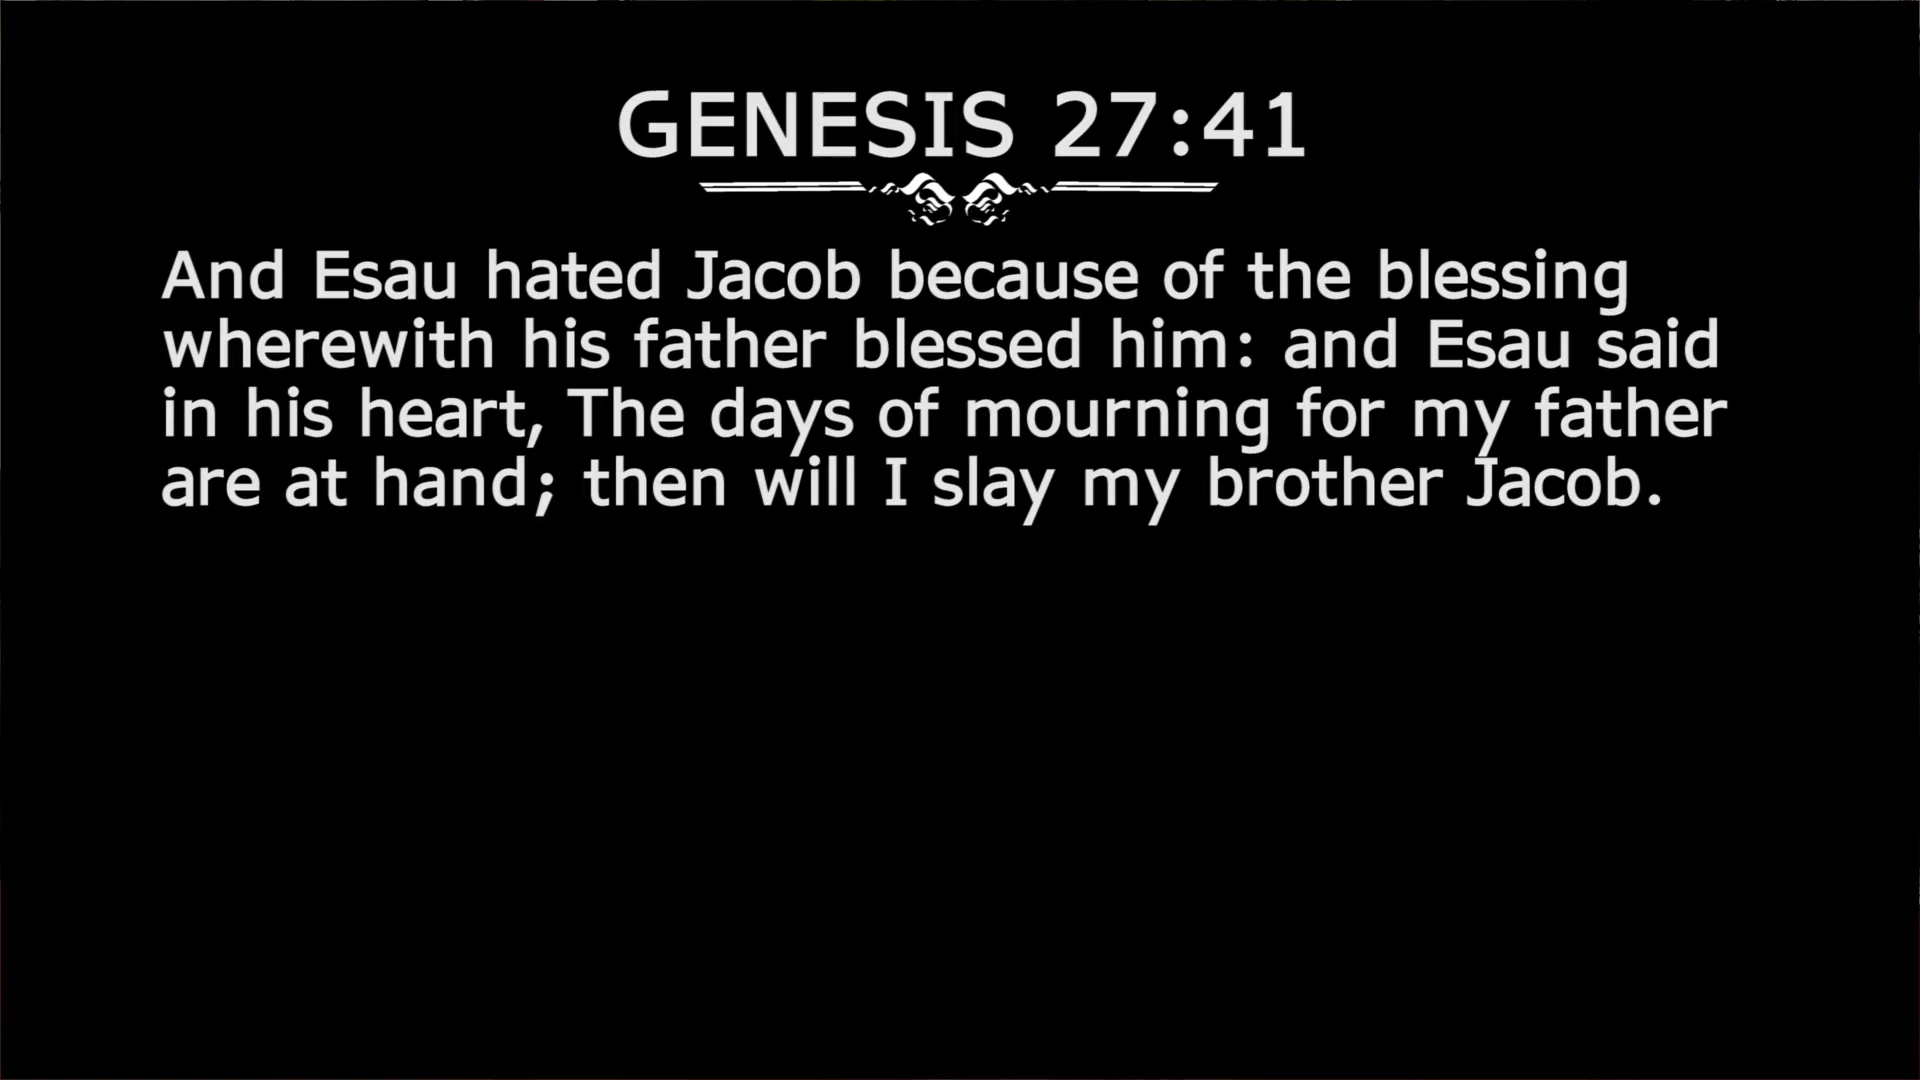 GENESIS 27:41
And Esau hated Jacob because of the blessing
wherewith his father blessed him: and Esau said
in his heart, The days of mourning for my father
are at hand; then will I slay my brother Jacob.